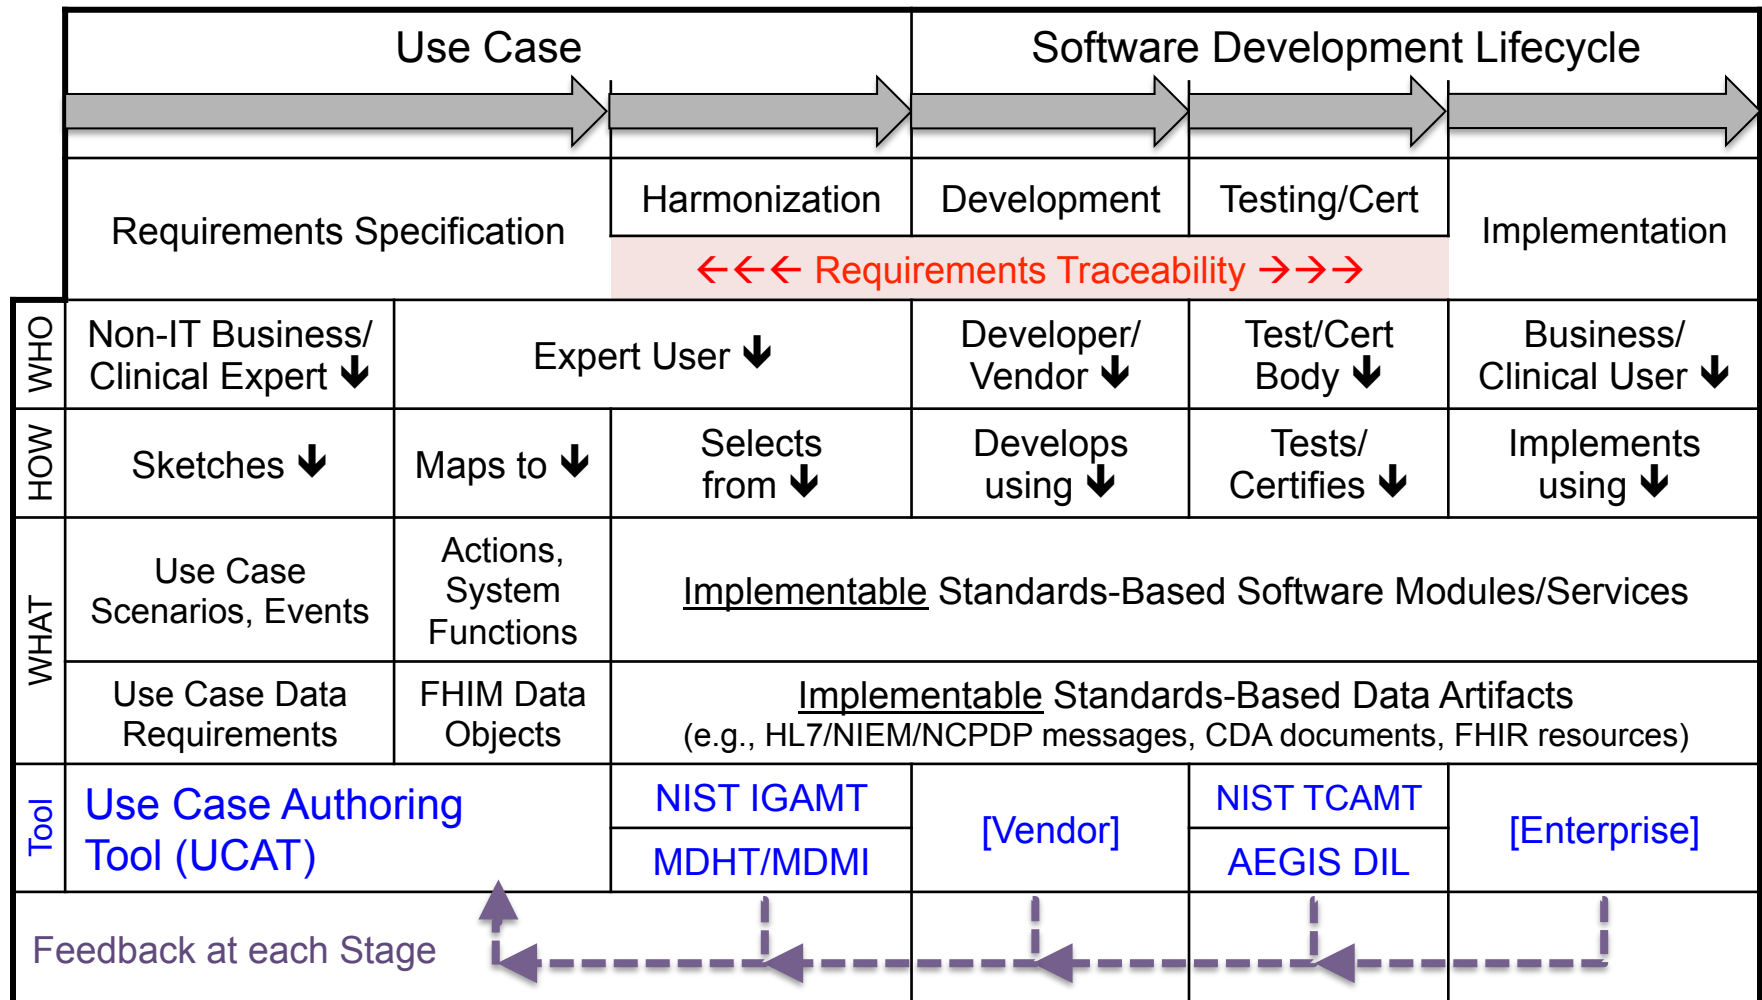 Use Case
Software Development Lifecycle
Requirements Specification
Harmonization
Development
Testing/Cert
Implementation
←←← Requirements Traceability →→→
WHO
Non-IT Business/
Clinical Expert ↓
Expert User ↓
Developer/
Vendor ↓
Test/Cert
Body ↓
Business/
Clinical User ↓
HOW
Sketches ↓
Maps to ↓
Selects
from ↓
Develops
using ↓
Tests/
Certifies ↓
Implements
using ↓
WHAT
Use Case
Scenarios, Events
Actions,
System
Functions
Implementable Standards-Based Software Modules/Services
Use Case Data
Requirements
FHIM Data
Objects
Implementable Standards-Based Data Artifacts
(e.g., HL7/NIEM/NCPDP messages, CDA documents, FHIR resources)
Tool
Use Case Authoring
Tool (UCAT)
NIST IGAMT
MDHT/MDMI
[Vendor]
NIST TCAMT
AEGIS DIL
[Enterprise]
Feedback at each Stage